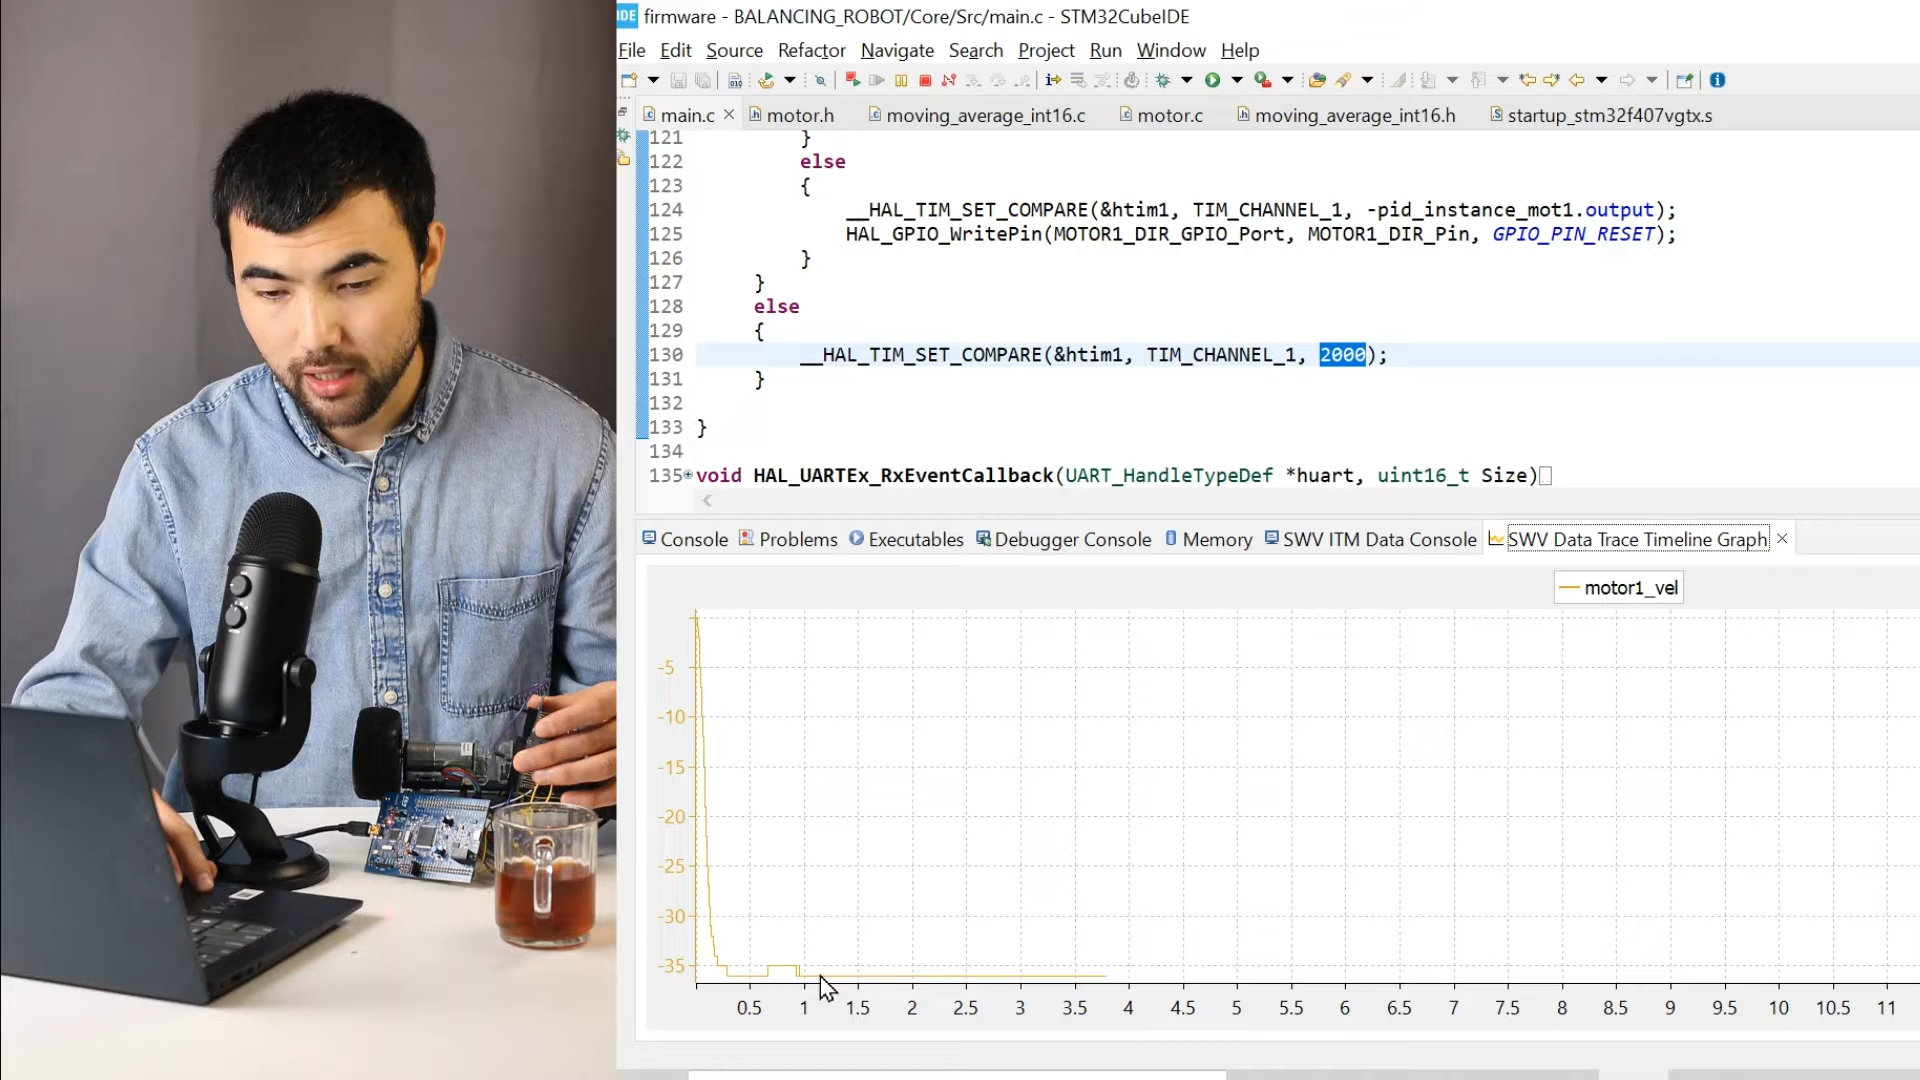 IDE firmware - BALANCING_ROBOT/Core/Src/main.c - STM32CubeIDE
File Edit Source Refactor Navigate Search Project Run Window Help
main.c motor.h moving_average_int16.c motor.c moving_average_int16.h startup_stm32f407vgtx.s
121 }
122 else
123 {
124 __HAL_TIM_SET_COMPARE(&htim1, TIM_CHANNEL_1, -pid_instance_mot1.output);
125 HAL_GPIO_WritePin(MOTOR1_DIR_GPIO_Port, MOTOR1_DIR_Pin, GPIO_PIN_RESET);
126 }
127 }
128 else
129 {
130 __HAL_TIM_SET_COMPARE(&htim1, TIM_CHANNEL_1, 2000);
131 }
132
133 }
134
135 void HAL_UARTEx_RxEventCallback(UART_HandleTypeDef *huart, uint16_t Size)
Console Problems Executables Debugger Console Memory SWV ITM Data Console SWV Data Trace Timeline Graph
motor1_vel
-5
-10
-15
-20
-25
-30
-35
0.5 1 1.5 2 2.5 3 3.5 4 4.5 5 5.5 6 6.5 7 7.5 8 8.5 9 9.5 10 10.5 11